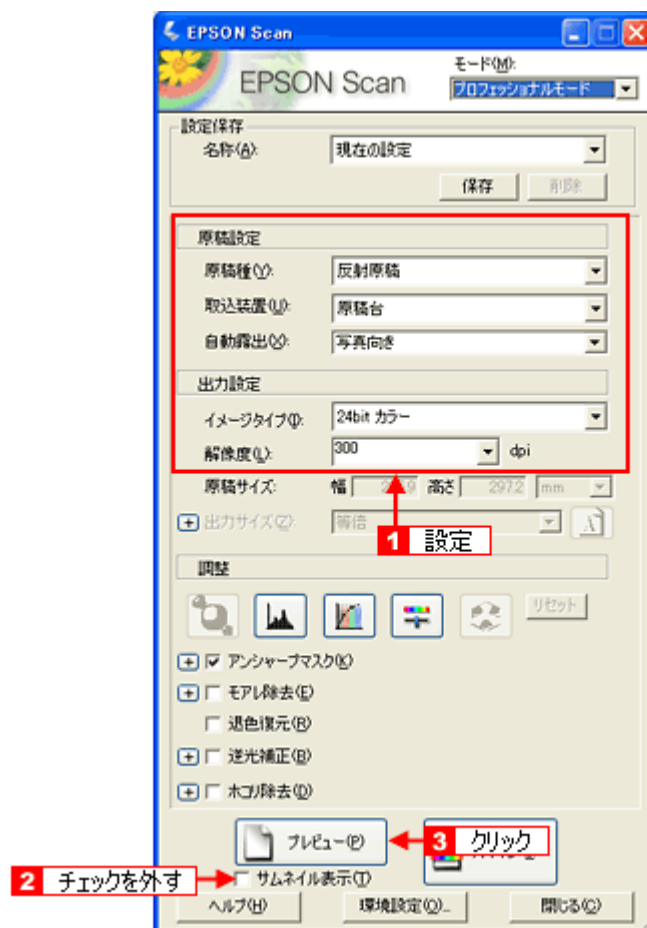 EPSON Scan
EPSON Scan
モード(M):
プロフェッショナルモード
設定保存
名称(A):
現在の設定
保存
削除
原稿設定
原稿種(Y):
反射原稿
取込装置(U):
原稿台
自動露出(X):
写真向き
出力設定
イメージタイプ(I):
24bit カラー
解像度(L):
300
dpi
原稿サイズ:
幅
高さ
297.2
mm
出力サイズ(Z):
等倍
1 設定
調整
リセット
アンシャープマスク(K)
モアレ除去(E)
退色復元(R)
逆光補正(B)
ホコリ除去(D)
プレビュー(P)
3 クリック
2 チェックを外す
サムネイル表示(T)
ヘルプ(H)
環境設定(O)...
閉じる(C)